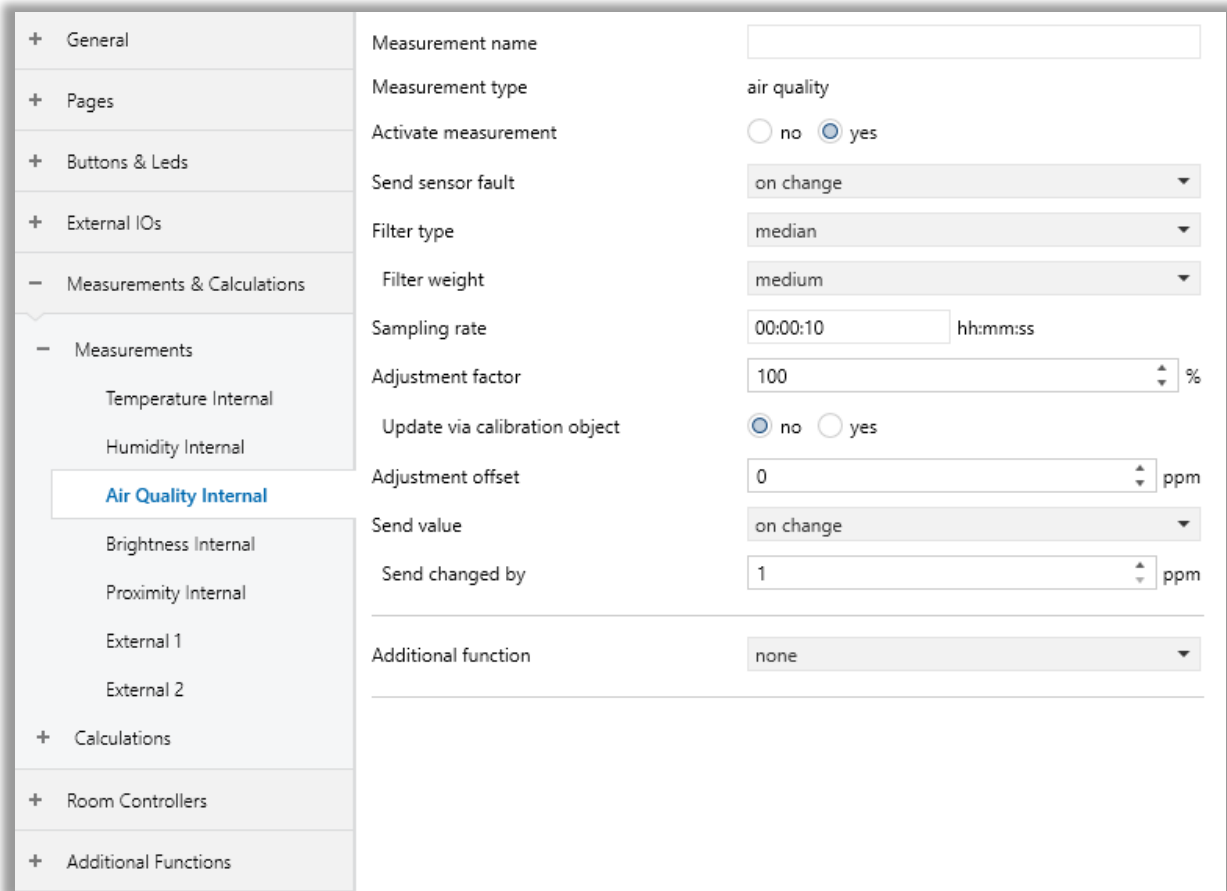 General
Pages
Buttons & Leds
External IOs
Measurements & Calculations
Measurements
Temperature Internal
Humidity Internal
Air Quality Internal
Brightness Internal
Proximity Internal
External 1
External 2
Calculations
Room Controllers
Additional Functions
Measurement name
Measurement type air quality
Activate measurement no yes
Send sensor fault on change
Filter type median
Filter weight medium
Sampling rate 00:00:10 hh:mm:ss
Adjustment factor 100 %
Update via calibration object no yes
Adjustment offset 0 ppm
Send value on change
Send changed by 1 ppm
Additional function none